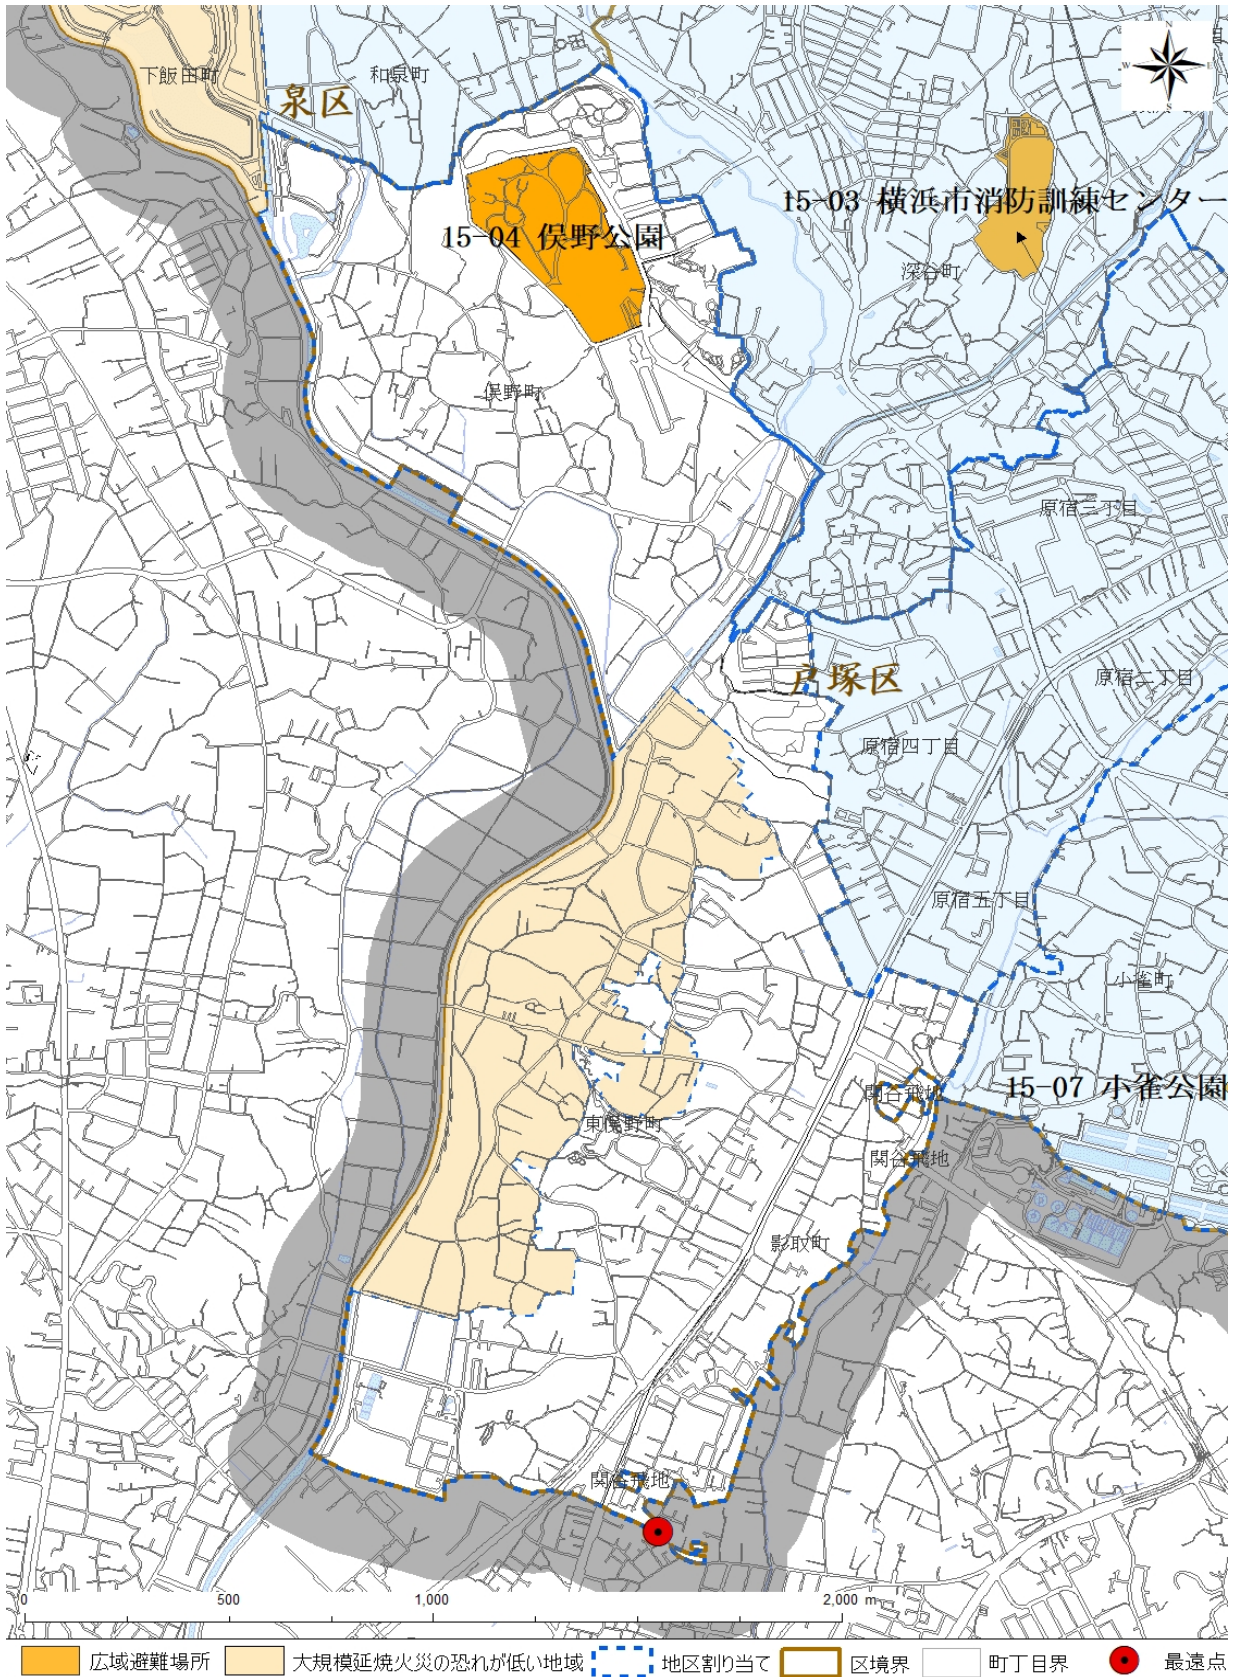 下飯田町
和泉町
泉区
N
W
E
S
15-03 横浜市消防訓練センター
15-04 俣野公園
深谷町
俣野町
原宿三丁目
戸塚区
原宿二丁目
原宿四丁目
原宿五丁目
小雀町
関谷飛地
15-07 小雀公園
東俣野町
関谷飛地
影取町
関谷飛地
0 500 1,000 2,000 m
広域避難場所 大規模延焼火災の恐れが低い地域 地区割り当て 区境界 町丁目界 最遠点